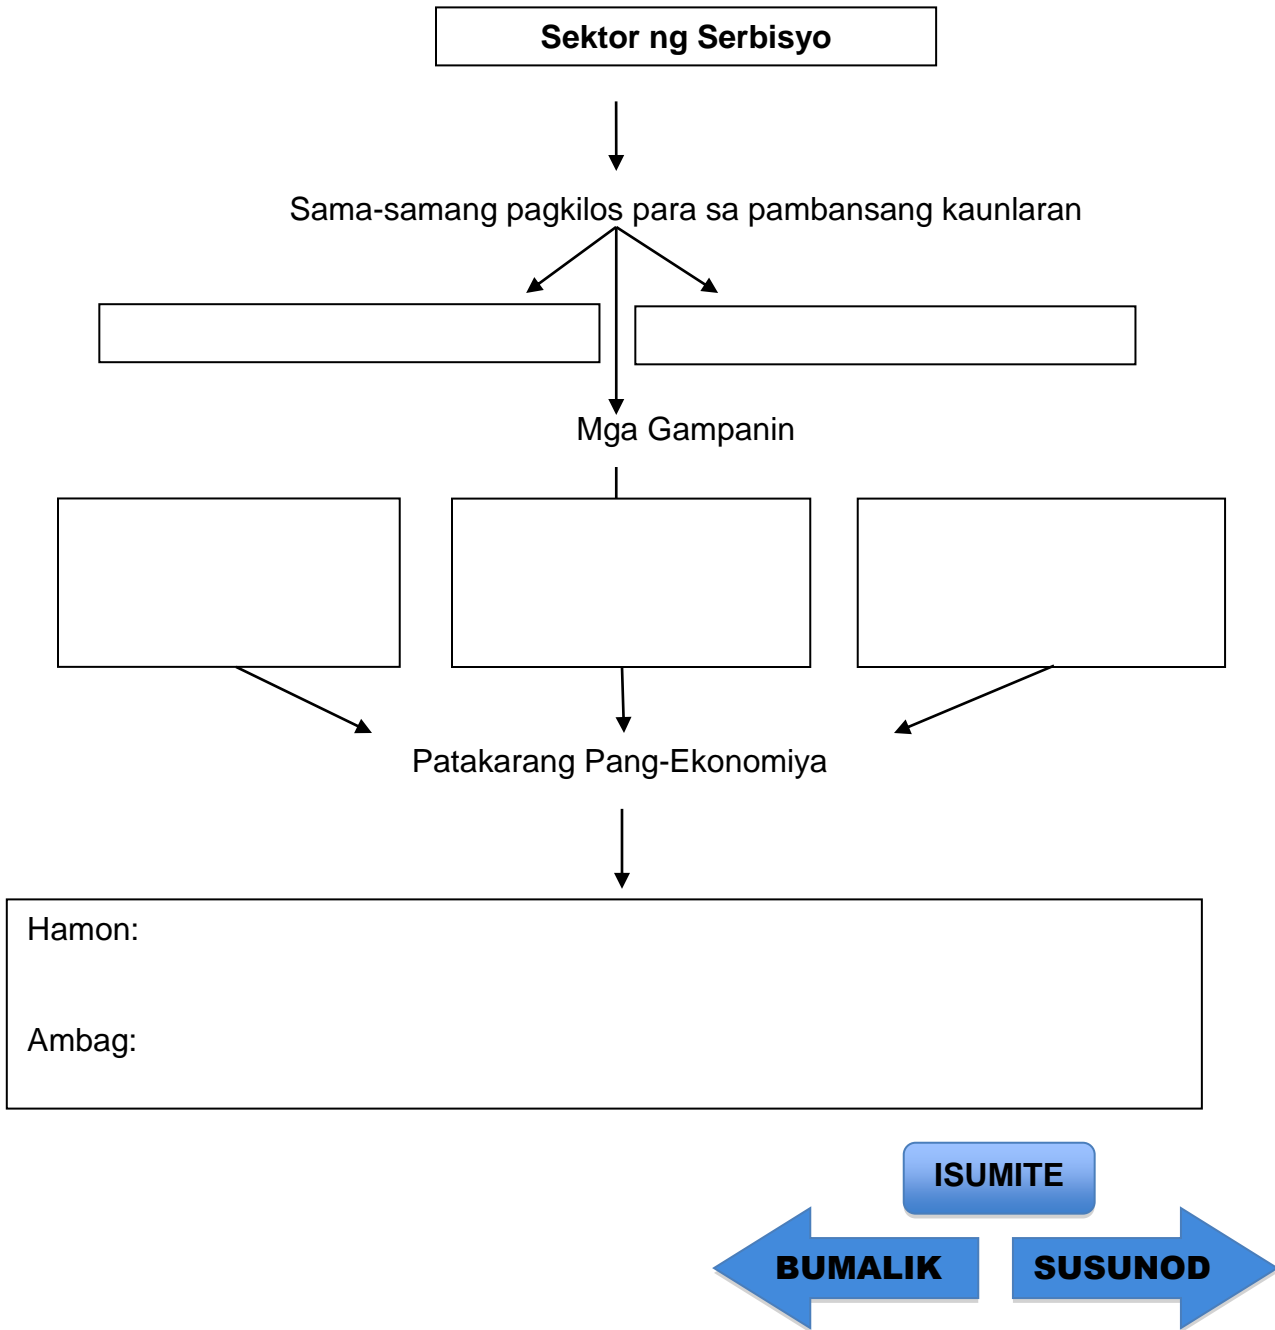 Sektor ng Serbisyo
Sama-samang pagkilos para sa pambansang kaunlaran
Mga Gampanin
Patakarang Pang-Ekonomiya
Hamon:
Ambag:
ISUMITE
BUMALIK
SUSUNOD